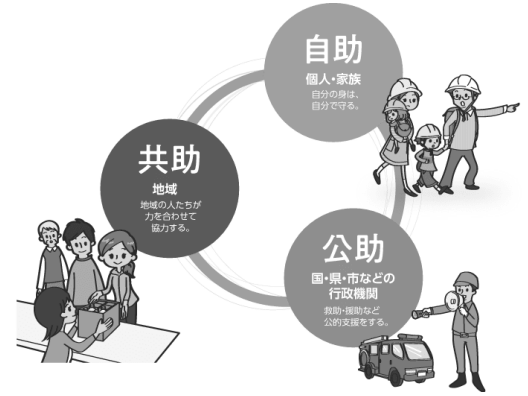 自助
個人・家族
自分の身は、
自分で守る。
共助
地域
地域の人たちが
力を合わせて
協力する。
公助
国・県・市などの
行政機関
救助・援助など
公的支援をする。